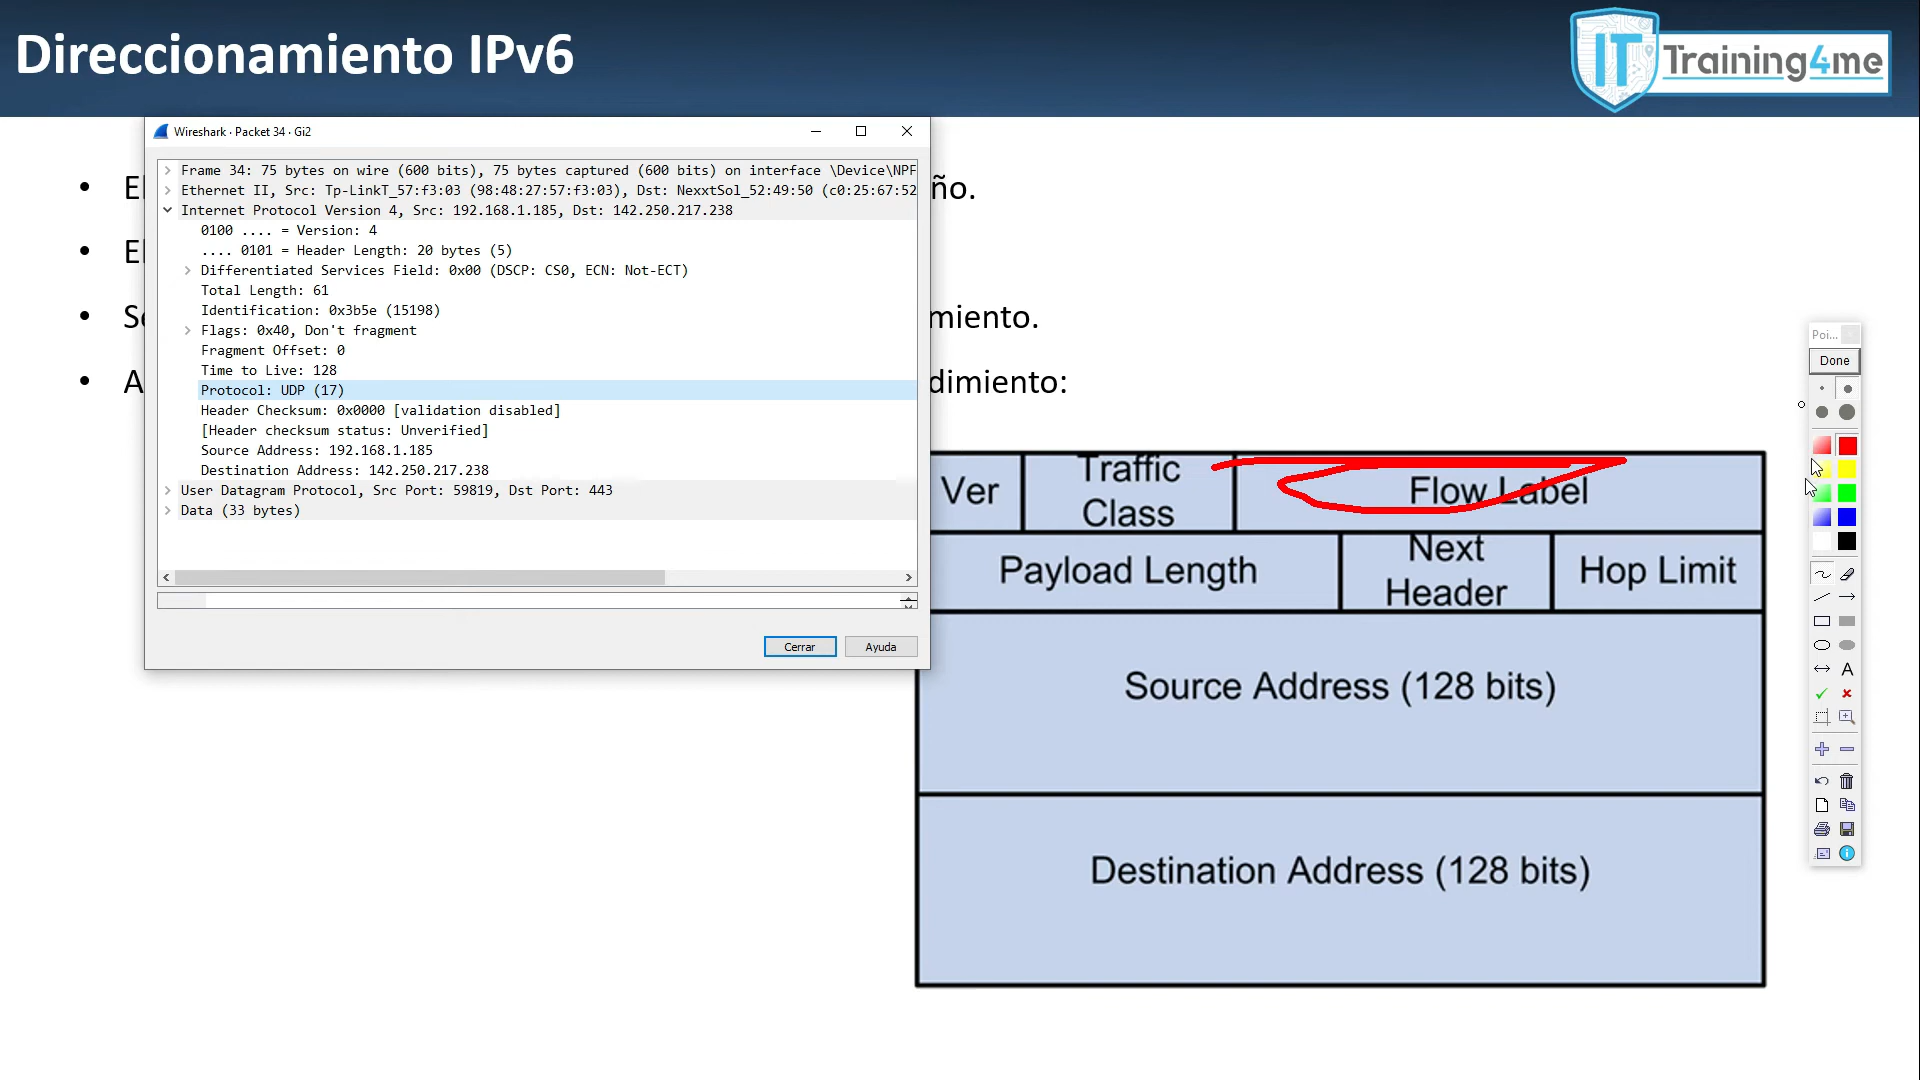 Direccionamiento IPv6
IT Training4me
Wireshark · Packet 34 · Gi2
Frame 34: 75 bytes on wire (600 bits), 75 bytes captured (600 bits) on interface \Device\NPF
Ethernet II, Src: Tp-LinkT_57:f3:03 (98:48:27:57:f3:03), Dst: NexxtSol_52:49:50 (c0:25:67:52
Internet Protocol Version 4, Src: 192.168.1.185, Dst: 142.250.217.238
0100 .... = Version: 4
.... 0101 = Header Length: 20 bytes (5)
Differentiated Services Field: 0x00 (DSCP: CS0, ECN: Not-ECT)
Total Length: 61
Identification: 0x3b5e (15198)
Flags: 0x40, Don't fragment
Fragment Offset: 0
Time to Live: 128
Protocol: UDP (17)
Header Checksum: 0x0000 [validation disabled]
[Header checksum status: Unverified]
Source Address: 192.168.1.185
Destination Address: 142.250.217.238
User Datagram Protocol, Src Port: 59819, Dst Port: 443
Data (33 bytes)
Cerrar Ayuda
• El ño.
• El
• miento.
• A dimiento:
Ver
Traffic
Class
Flow Label
Payload Length
Next
Header
Hop Limit
Source Address (128 bits)
Destination Address (128 bits)
Poi...
Done
A